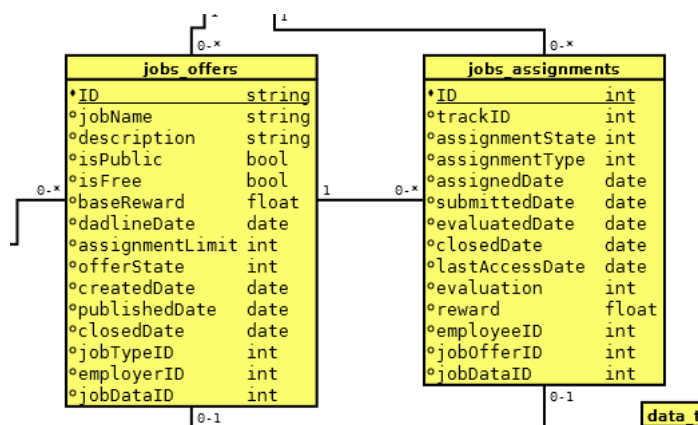 1
1
0-*
0-*
jobs_offers
ID string
jobName string
description string
isPublic bool
isFree bool
baseReward float
dadlineDate date
assignmentLimit int
offerState int
createdDate date
publishedDate date
closedDate date
jobTypeID int
employerID int
jobDataID int
0-*
1
0-*
jobs_assignments
ID int
trackID int
assignmentState int
assignmentType int
assignedDate date
submittedDate date
evaluatedDate date
closedDate date
lastAccessDate date
evaluation int
reward float
employeeID int
jobOfferID int
jobDataID int
0-1
0-1
data_t